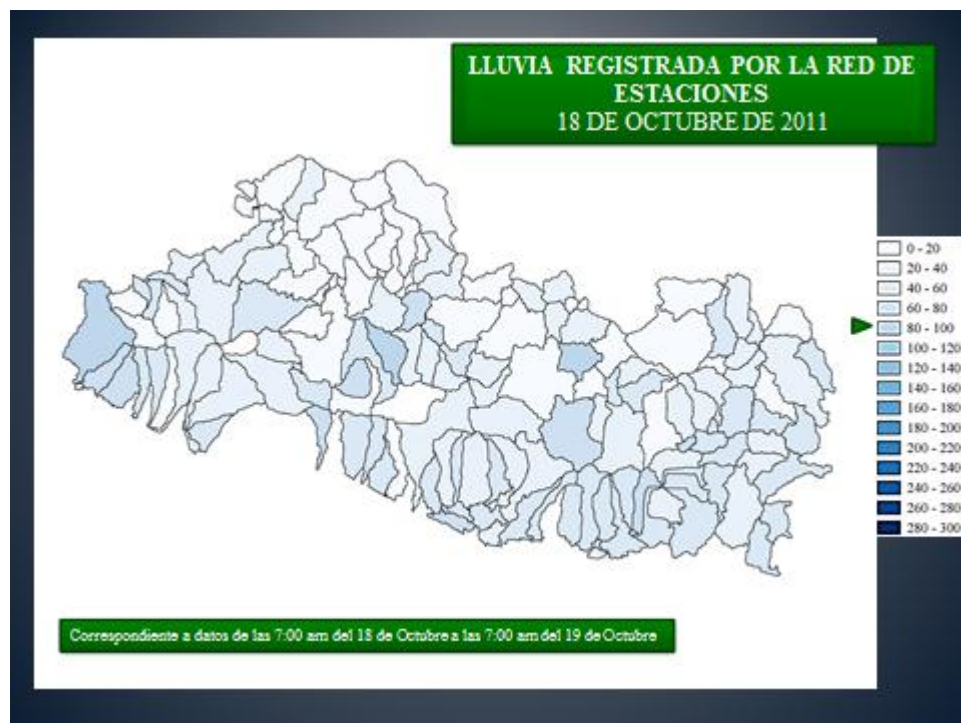 LLUVIA REGISTRADA POR LA RED DE
ESTACIONES
18 DE OCTUBRE DE 2011
0 - 20
20 - 40
40 - 60
60 - 80
80 - 100
100 - 120
120 - 140
140 - 160
160 - 180
180 - 200
200 - 220
220 - 240
240 - 260
260 - 280
280 - 300
Correspondiente a datos de las 7:00 am del 18 de Octubre a las 7:00 am del 19 de Octubre